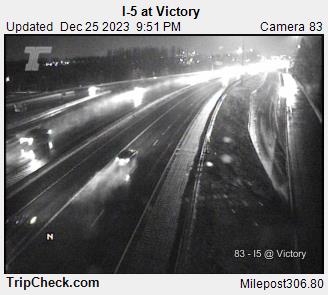 I-5 at Victory
Updated  Dec 25 2023  9:51 PM
Camera 83
T
N
83 - I5 @ Victory
TripCheck.com
Milepost306.80